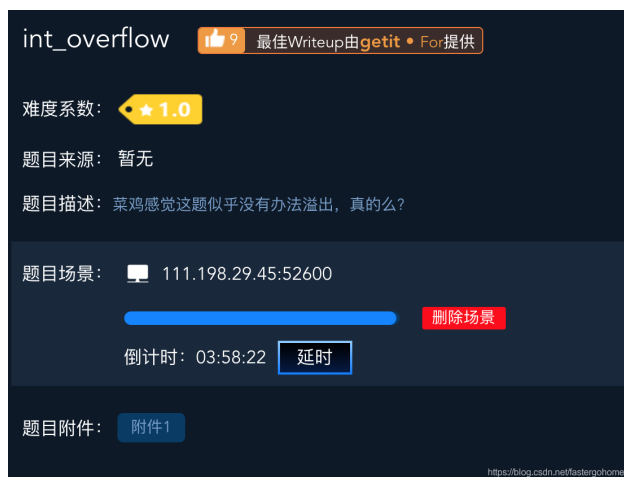 int_overflow 9 最佳Writeup由getit • For提供
难度系数： 1.0
题目来源： 暂无
题目描述： 菜鸡感觉这题似乎没有办法溢出，真的么?
题目场景： 111.198.29.45:52600
删除场景
倒计时： 03:58:22 延时
题目附件： 附件1
https://blog.csdn.net/fastergohome